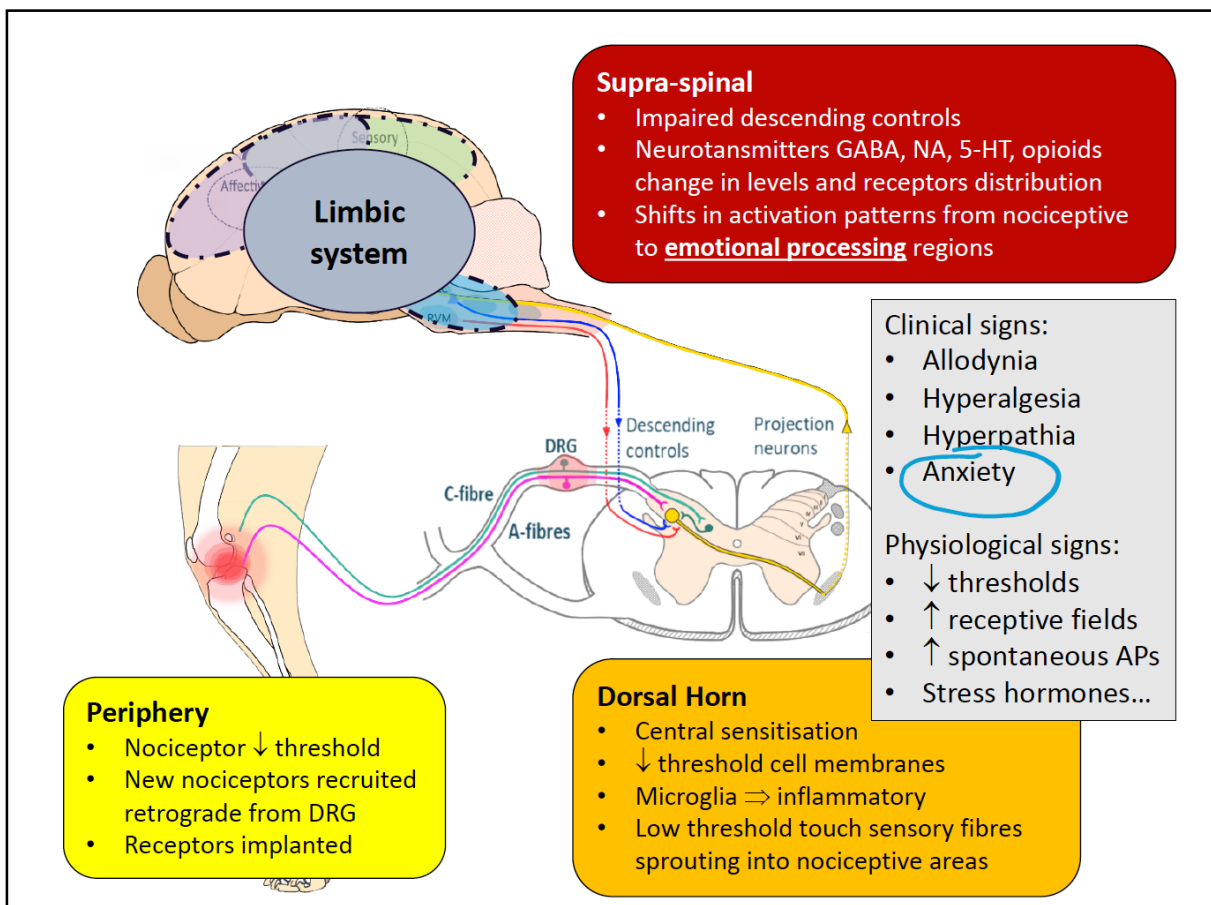 Supra-spinal
• Impaired descending controls
• Neurotansmitters GABA, NA, 5-HT, opioids
change in levels and receptors distribution
• Shifts in activation patterns from nociceptive
to emotional processing regions
Sensory
Limbic
system
RVM
Clinical signs:
• Allodynia
• Hyperalgesia
• Hyperpathia
• Anxiety
Physiological signs:
• ↓ thresholds
• ↑ receptive fields
• ↑ spontaneous APs
• Stress hormones...
Descending
controls
Projection
neurons
DRG
C-fibre
A-fibres
Periphery
• Nociceptor ↓ threshold
• New nociceptors recruited
retrograde from DRG
• Receptors implanted
Dorsal Horn
• Central sensitisation
• ↓ threshold cell membranes
• Microglia ⇒ inflammatory
• Low threshold touch sensory fibres
sprouting into nociceptive areas